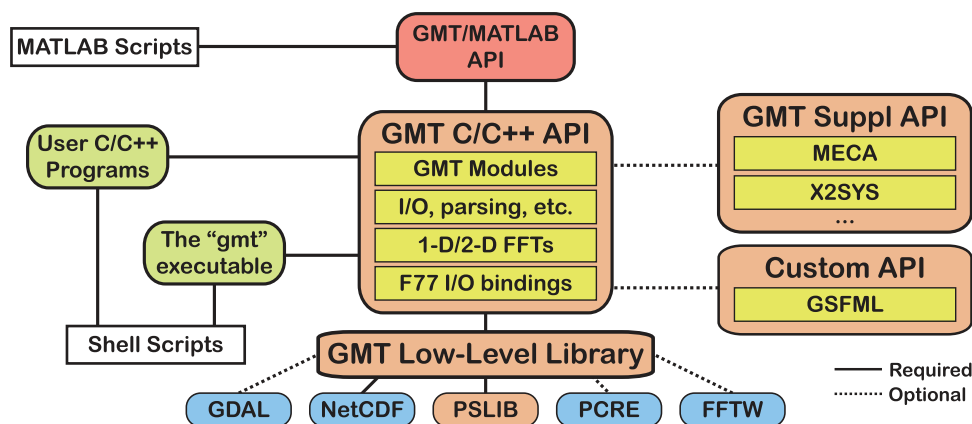 MATLAB Scripts
GMT/MATLAB
API
User C/C++
Programs
The “gmt”
executable
Shell Scripts
GMT C/C++ API
GMT Modules
I/O, parsing, etc.
1-D/2-D FFTs
F77 I/O bindings
GMT Suppl API
MECA
X2SYS
...
Custom API
GSFML
GMT Low-Level Library
GDAL
NetCDF
PSLIB
PCRE
FFTW
Required
Optional